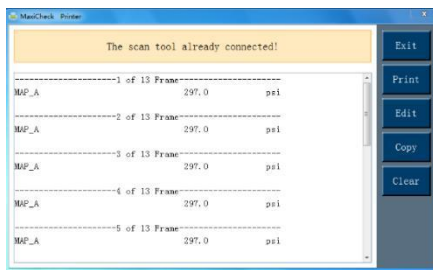 MaxiCheck Printer
The scan tool already connected!
Exit
Print
Edit
Copy
Clear
--------------------1 of 13 Frame--------------------
MAP_A 297.0 psi
--------------------2 of 13 Frame--------------------
MAP_A 297.0 psi
--------------------3 of 13 Frame--------------------
MAP_A 297.0 psi
--------------------4 of 13 Frame--------------------
MAP_A 297.0 psi
--------------------5 of 13 Frame--------------------
MAP_A 297.0 psi